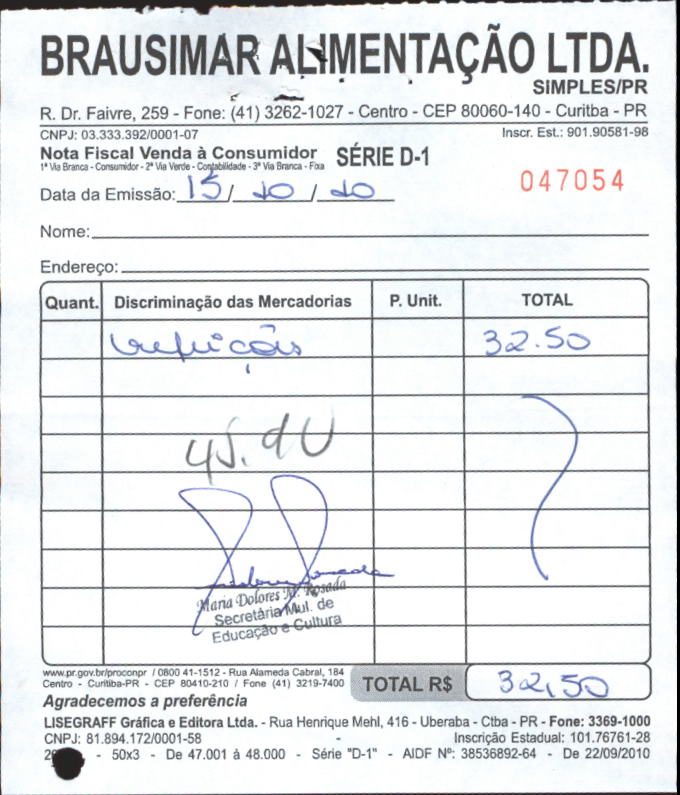 BRAUSIMAR ALIMENTAÇÃO LTDA.
SIMPLES/PR
R. Dr. Faivre, 259 - Fone: (41) 3262-1027 - Centro - CEP 80060-140 - Curitba - PR
CNPJ: 03.333.392/0001-07 Inscr. Est.: 901.90581-98
Nota Fiscal Venda à Consumidor SÉRIE D-1
1ª Via Branca - Consumidor - 2ª Via Verde - Contabilidade - 3ª Via Branca - Fixa
047054
Data da Emissão: 15/10/10
Nome:
Endereço:
Quant. Discriminação das Mercadorias P. Unit. TOTAL
refeições 32.50
45.90
Maria Dolores M. Rosada
Secretária Mul. de
Educação e Cultura
www.pr.gov.br/proconpr / 0800 41-1512 - Rua Alameda Cabral, 184
Centro - Curitiba-PR - CEP 80410-210 / Fone (41) 3219-7400
TOTAL R$ 32,50
Agradecemos a preferência
LISEGRAFF Gráfica e Editora Ltda. - Rua Henrique Mehl, 416 - Uberaba - Ctba - PR - Fone: 3369-1000
CNPJ: 81.894.172/0001-58 Inscrição Estadual: 101.76761-28
- 50x3 - De 47.001 à 48.000 - Série "D-1" - AIDF Nº: 38536892-64 - De 22/09/2010